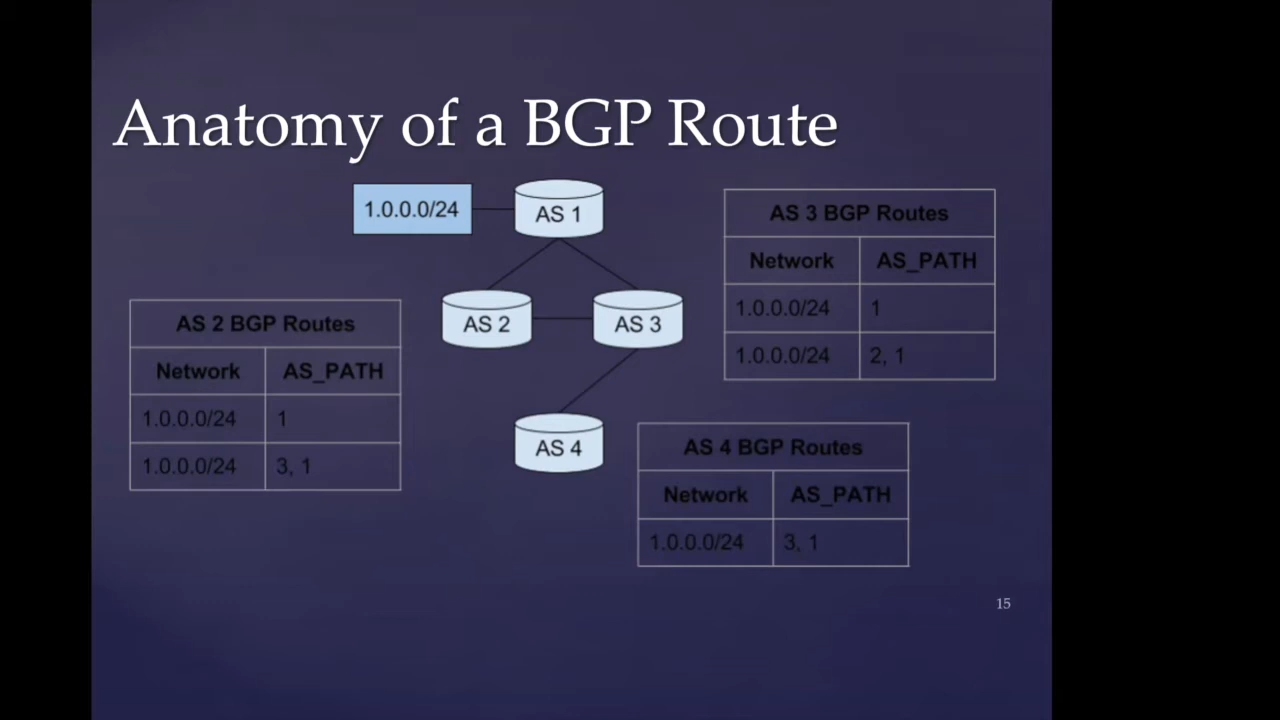 Anatomy of a BGP Route
1.0.0.0/24
AS 1
AS 2
AS 3
AS 4
AS 2 BGP Routes
Network AS_PATH
1.0.0.0/24 1
1.0.0.0/24 3, 1
AS 3 BGP Routes
Network AS_PATH
1.0.0.0/24 1
1.0.0.0/24 2, 1
AS 4 BGP Routes
Network AS_PATH
1.0.0.0/24 3, 1
15